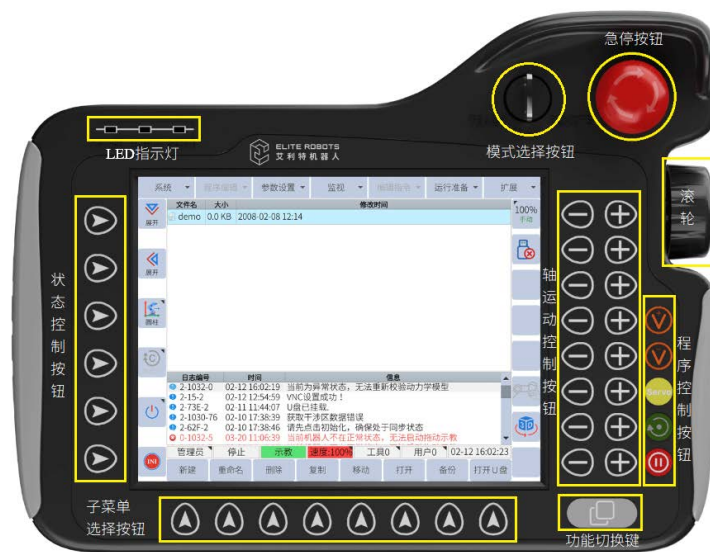 急停按钮
LED指示灯
ELITE ROBOTS
艾利特机器人
模式选择按钮
滚轮
系统 参数设置 监视 运行准备 扩展
文件名 大小 修改时间
demo 0.0 KB 2008-02-08 12:14
100%
手动
展开
展开
圆柱
状态控制按钮
轴运动控制按钮
程序控制按钮
Servo
日志编号 时间 信息
2-1032-0 02-12 16:02:19 当前为异常状态，无法重新校验动力学模型
2-15-2 02-12 12:54:59 VNC设置成功！
2-73E-2 02-12 11:44:07 U盘已挂载.
2-1030-76 02-10 17:38:39 获取干涉区数据错误
2-62F-2 02-10 17:38:46 请先点击初始化，确保处于同步状态
0-1032-5 03-20 11:06:39 当前机器人不在正常状态，无法启动拖动示教
管理员 停止 示教 速度:100% 工具0 用户0 02-12 16:02:23
新建 重命名 删除 复制 移动 打开 备份 打开U盘
子菜单
选择按钮
功能切换键